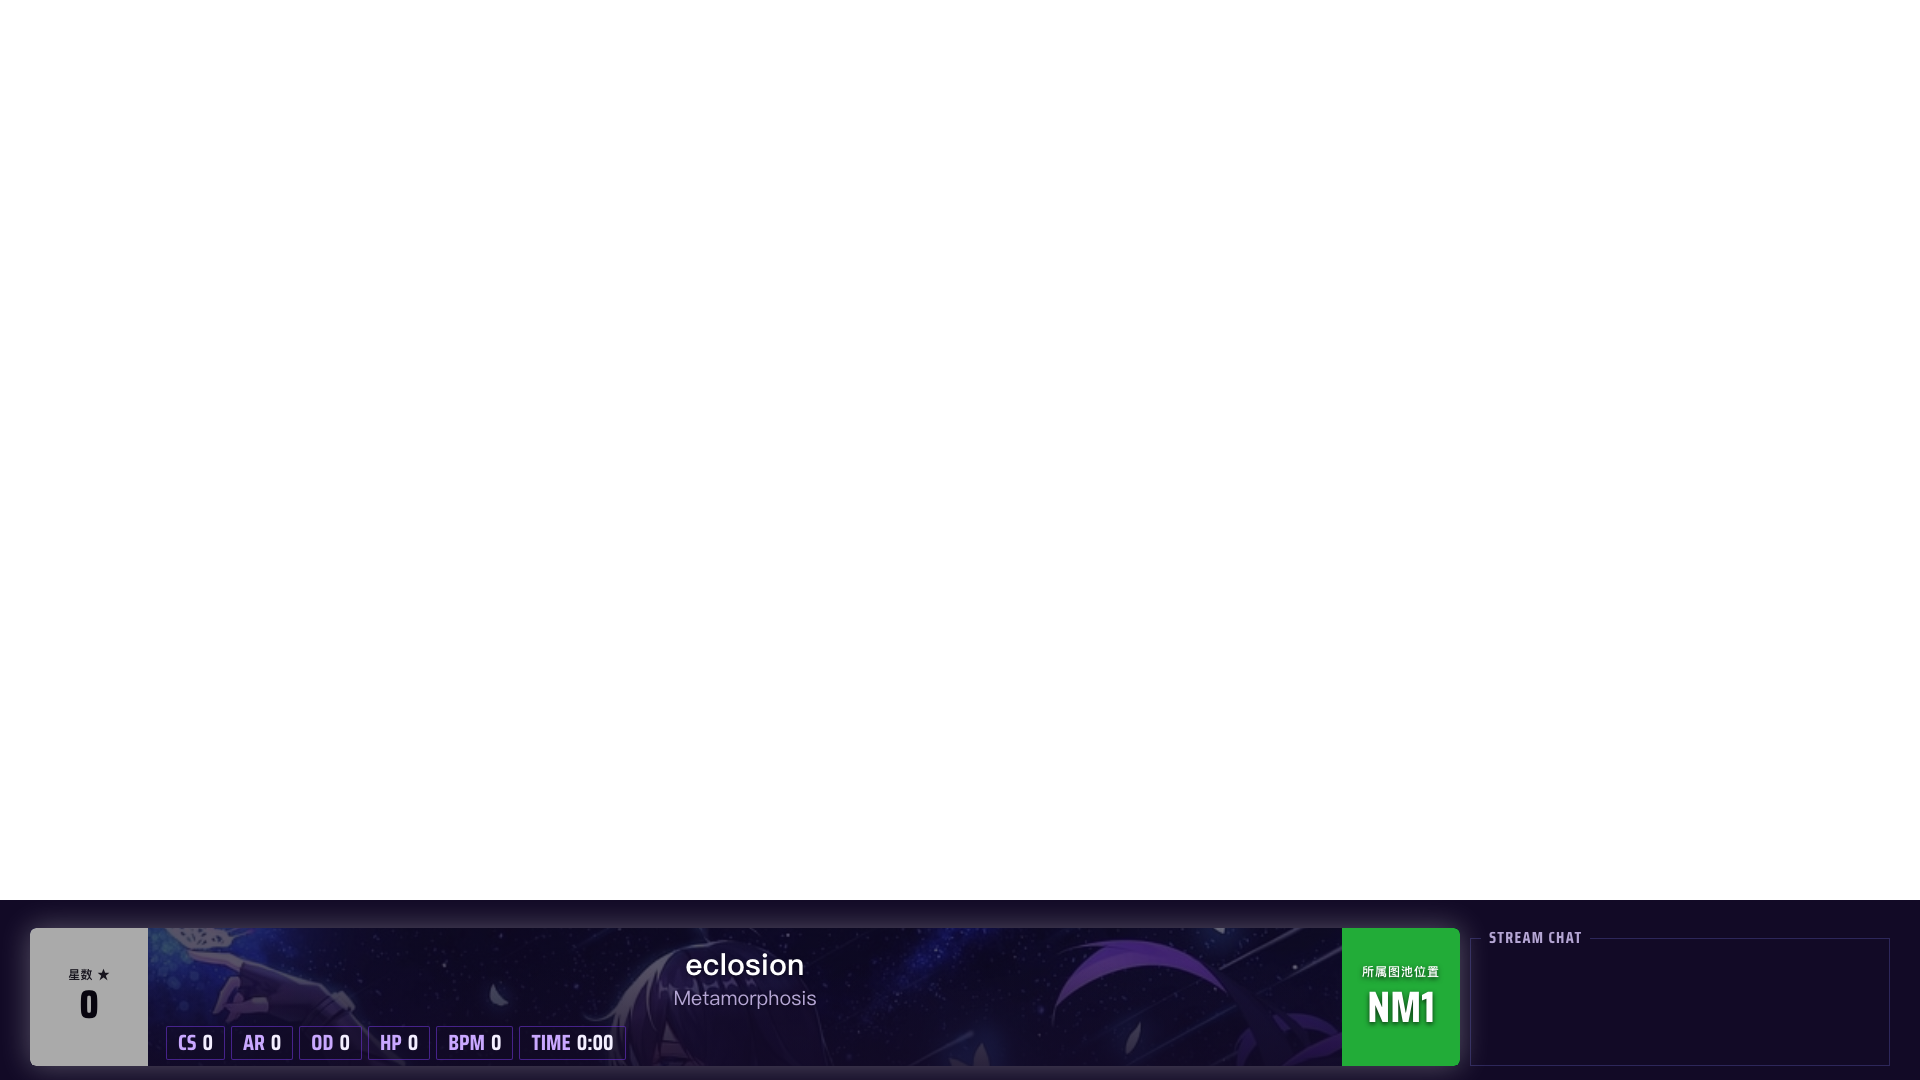 星数 ★
0
eclosion
Metamorphosis
CS 0
AR 0
OD 0
HP 0
BPM 0
TIME 0:00
所属图池位置
NM1
STREAM CHAT